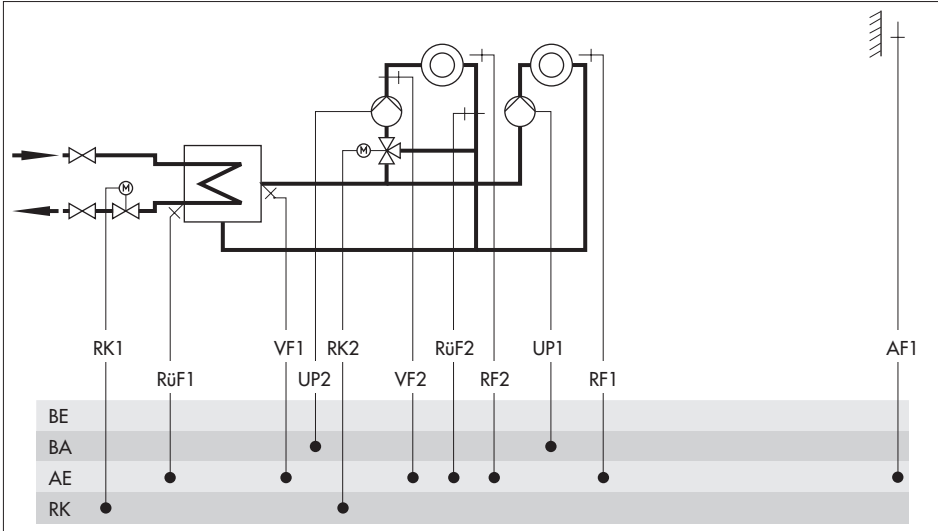 M
M
RK1 VF1 RK2 RüF2 UP1 AF1
RüF1 UP2 VF2 RF2 RF1
BE
BA
AE
RK